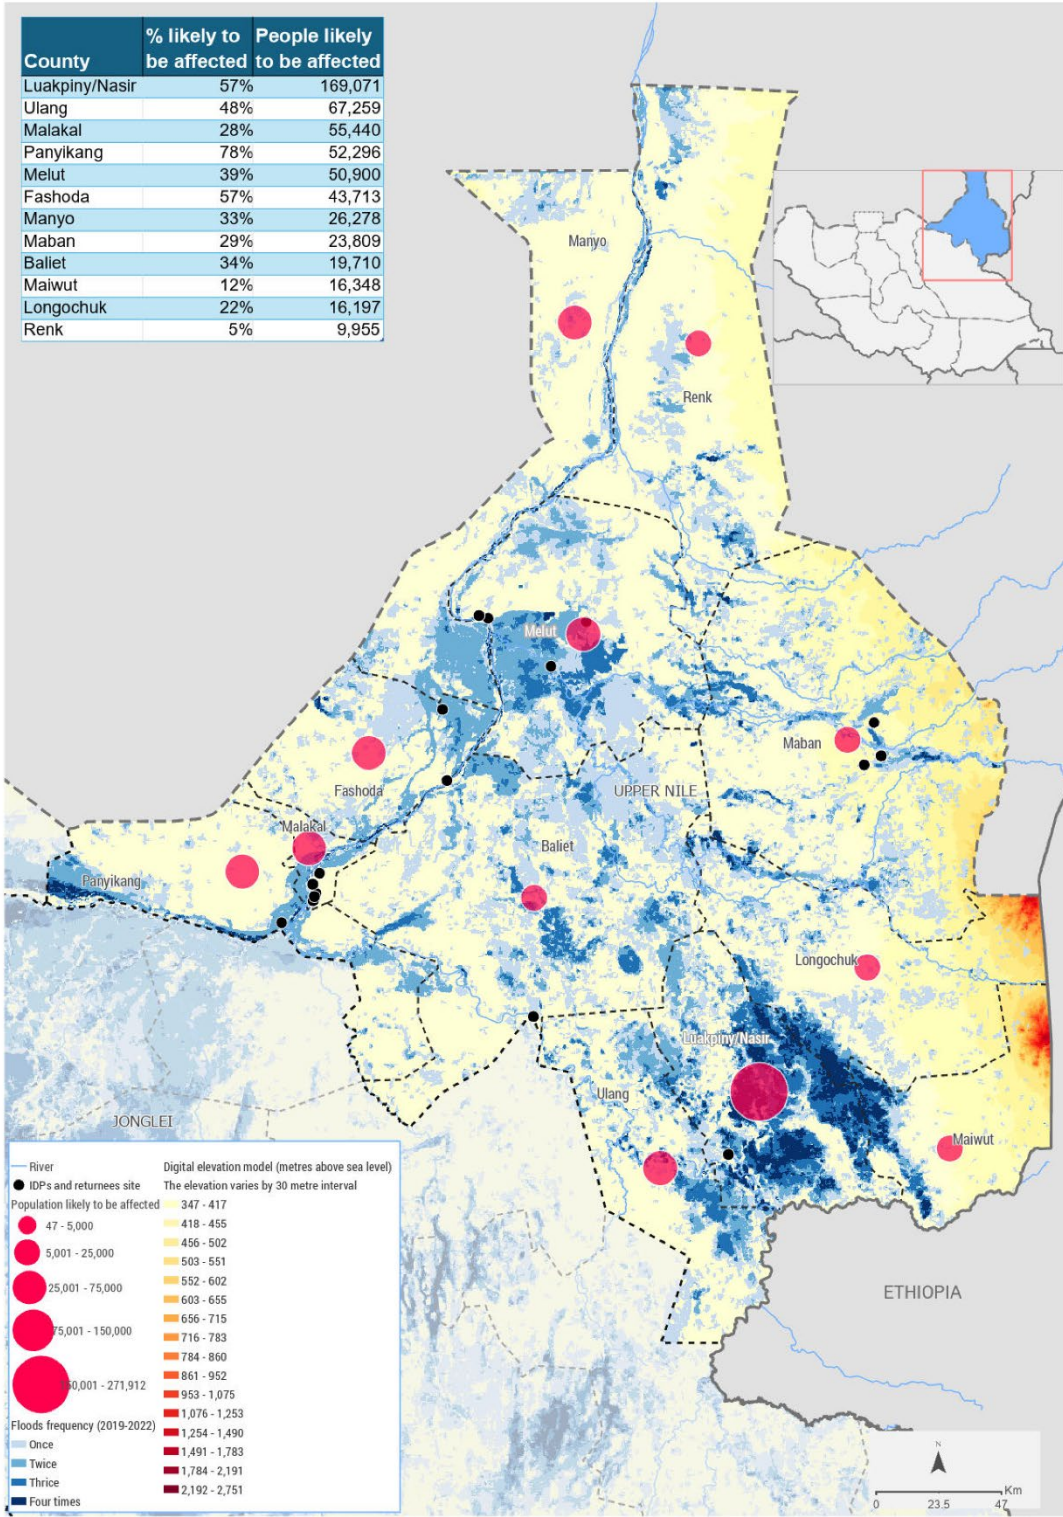 County % likely to be affected People likely to be affected
Luakpiny/Nasir 57% 169,071
Ulang 48% 67,259
Malakal 28% 55,440
Panyikang 78% 52,296
Melut 39% 50,900
Fashoda 57% 43,713
Manyo 33% 26,278
Maban 29% 23,809
Baliet 34% 19,710
Maiwut 12% 16,348
Longochuk 22% 16,197
Renk 5% 9,955
Manyo
Renk
Melut
Maban
Fashoda
UPPER NILE
Malakal
Baliet
Panyikang
Longochuk
Luakpiny/Nasir
Ulang
JONGLEI
Maiwut
ETHIOPIA
River
IDPs and returnees site
Population likely to be affected
47 - 5,000
5,001 - 25,000
25,001 - 75,000
75,001 - 150,000
50,001 - 271,912
Floods frequency (2019-2022)
Once
Twice
Thrice
Four times
Digital elevation model (metres above sea level)
The elevation varies by 30 metre interval
347 - 417
418 - 455
456 - 502
503 - 551
552 - 602
603 - 655
656 - 715
716 - 783
784 - 860
861 - 952
953 - 1,075
1,076 - 1,253
1,254 - 1,490
1,491 - 1,783
1,784 - 2,191
2,192 - 2,751
N
Km
0 23.5 47